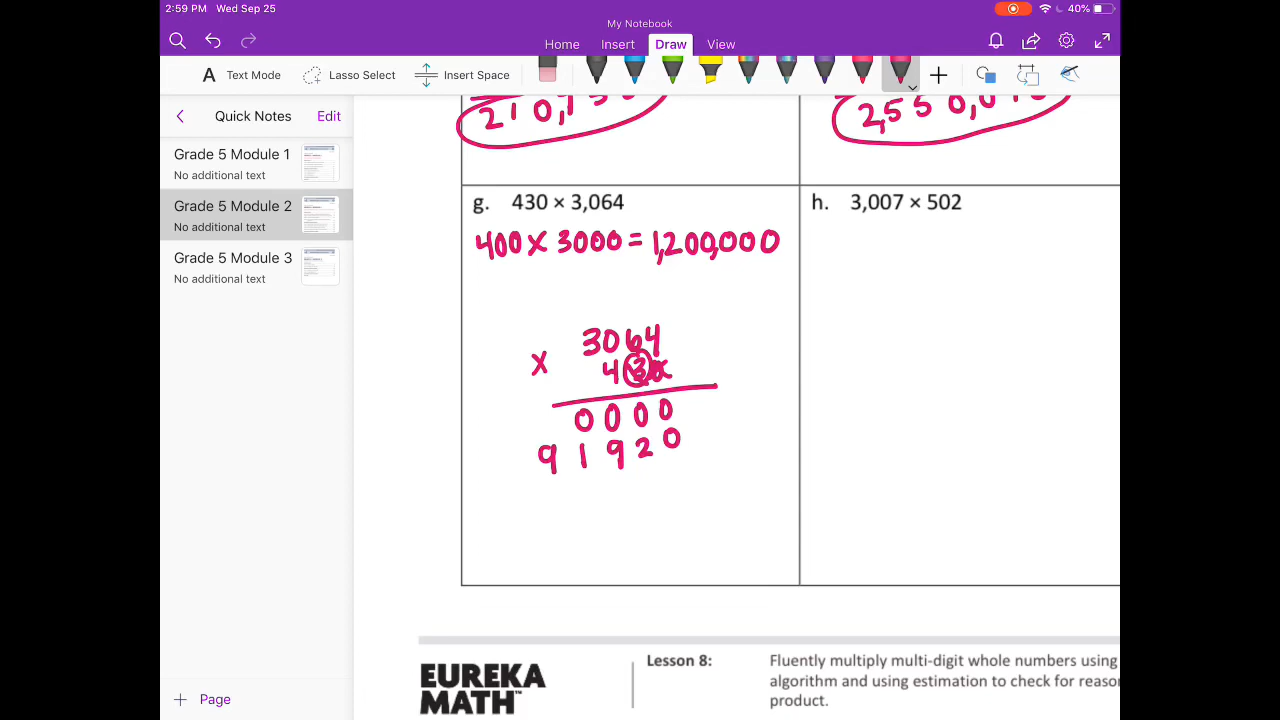 2:59 PM Wed Sep 25
40%
My Notebook
Home Insert Draw View
A Text Mode Lasso Select Insert Space
Quick Notes Edit
Grade 5 Module 1
No additional text
Grade 5 Module 2
No additional text
Grade 5 Module 3
No additional text
Page
2,550,0
g. 430 × 3,064
400 x 3000 = 1,200,000
3064
x 430
0000
91920
h. 3,007 × 502
EUREKA
MATH™
Lesson 8:
Fluently multiply multi-digit whole numbers using
algorithm and using estimation to check for reaso
product.